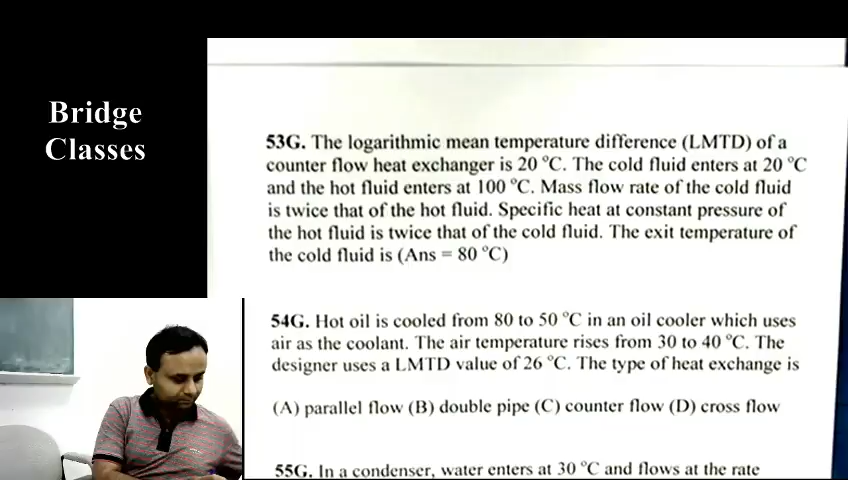 Bridge
Classes
53G. The logarithmic mean temperature difference (LMTD) of a
counter flow heat exchanger is 20 °C. The cold fluid enters at 20 °C
and the hot fluid enters at 100 °C. Mass flow rate of the cold fluid
is twice that of the hot fluid. Specific heat at constant pressure of
the hot fluid is twice that of the cold fluid. The exit temperature of
the cold fluid is (Ans = 80 °C)
54G. Hot oil is cooled from 80 to 50 °C in an oil cooler which uses
air as the coolant. The air temperature rises from 30 to 40 °C. The
designer uses a LMTD value of 26 °C. The type of heat exchange is
(A) parallel flow (B) double pipe (C) counter flow (D) cross flow
55G. In a condenser, water enters at 30 °C and flows at the rate